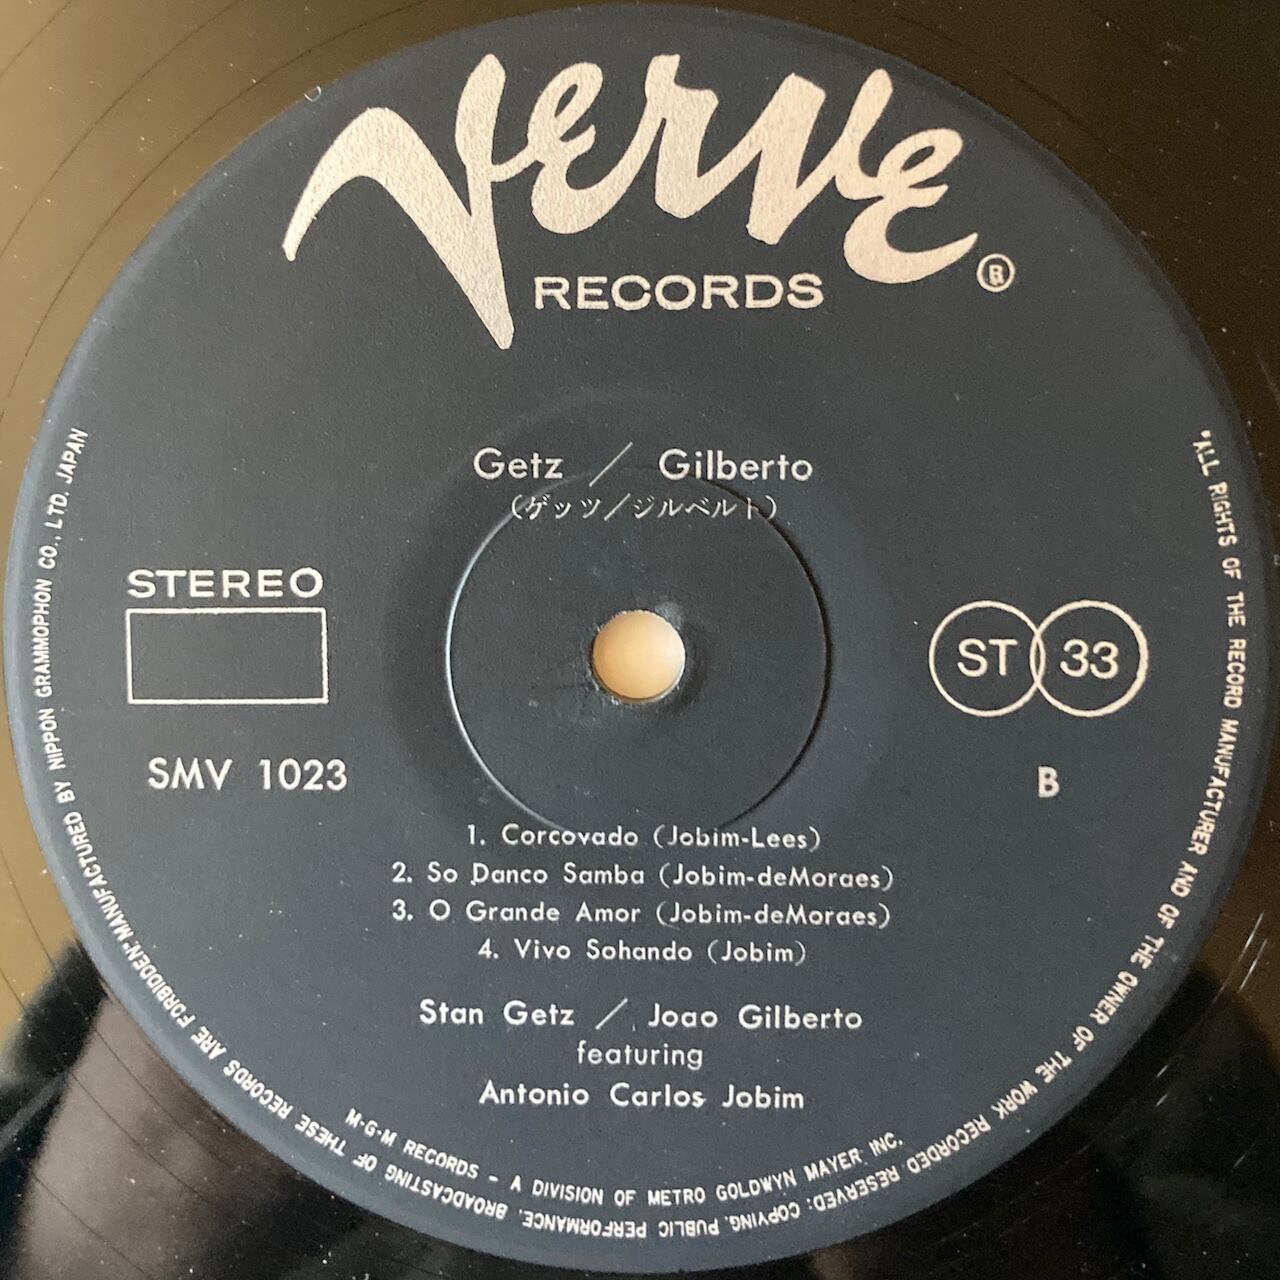 Verve ®
RECORDS
Getz / Gilberto
(ゲッツ/ジルベルト)
STEREO
ST 33
SMV 1023
B
1. Corcovado (Jobim-Lees)
2. So Danco Samba (Jobim-deMoraes)
3. O Grande Amor (Jobim-deMoraes)
4. Vivo Sohando (Jobim)
Stan Getz / Joao Gilberto
featuring
Antonio Carlos Jobim
M-G-M RECORDS - A DIVISION OF METRO GOLDWYN MAYER. INC.
"ALL RIGHTS OF THE RECORD MANUFACTURER AND OF THE OWNER OF THE WORK RECORDED RESERVED: COPYING, PUBLIC PERFORMANCE, BROADCASTING OF THESE RECORDS ARE FORBIDDEN." MANUFACTURED BY NIPPON GRAMMOPHON CO., LTD. JAPAN